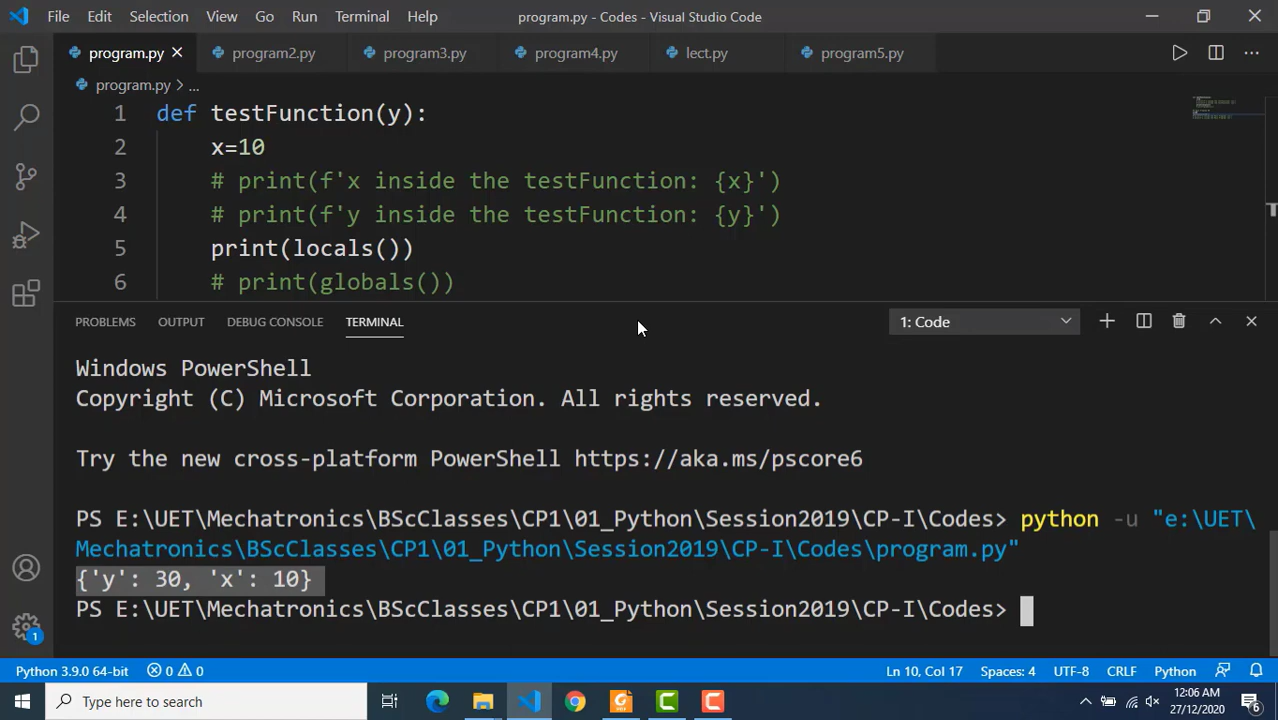 File Edit Selection View Go Run Terminal Help program.py - Codes - Visual Studio Code
program.py program2.py program3.py program4.py lect.py program5.py
program.py > ...
1 def testFunction(y):
2 x=10
3 # print(f'x inside the testFunction: {x}')
4 # print(f'y inside the testFunction: {y}')
5 print(locals())
6 # print(globals())
PROBLEMS OUTPUT DEBUG CONSOLE TERMINAL 1: Code
Windows PowerShell
Copyright (C) Microsoft Corporation. All rights reserved.
Try the new cross-platform PowerShell https://aka.ms/pscore6
PS E:\UET\Mechatronics\BScClasses\CP1\01_Python\Session2019\CP-I\Codes> python -u "e:\UET\
Mechatronics\BScClasses\CP1\01_Python\Session2019\CP-I\Codes\program.py"
{'y': 30, 'x': 10}
PS E:\UET\Mechatronics\BScClasses\CP1\01_Python\Session2019\CP-I\Codes>
1
Python 3.9.0 64-bit 0 0 Ln 10, Col 17 Spaces: 4 UTF-8 CRLF Python
Type here to search
12:06 AM
27/12/2020
6